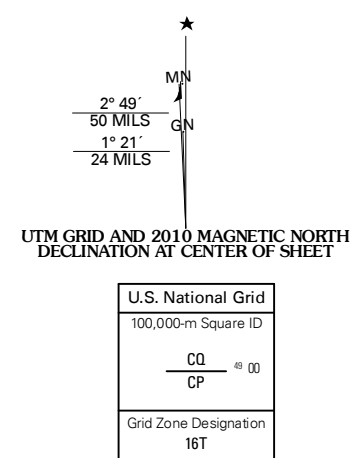 MN
2° 49´
50 MILS
GN
1° 21´
24 MILS
UTM GRID AND 2010 MAGNETIC NORTH
DECLINATION AT CENTER OF SHEET
U.S. National Grid
100,000-m Square ID
CQ
49 00
CP
Grid Zone Designation
16T